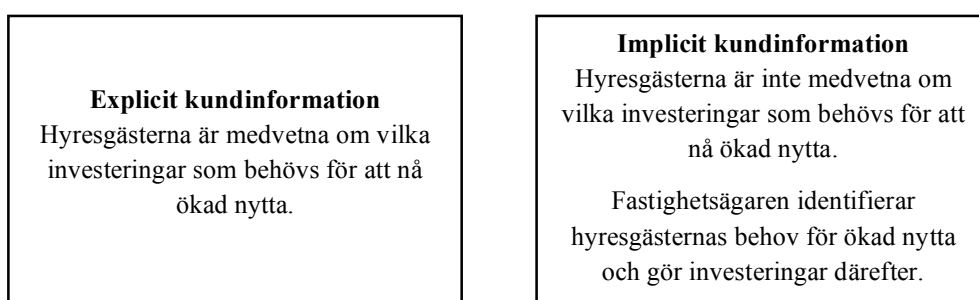 Explicit kundinformation
Hyresgästerna är medvetna om vilka
investeringar som behövs för att nå
ökad nytta.
Implicit kundinformation
Hyresgästerna är inte medvetna om
vilka investeringar som behövs för att
nå ökad nytta.
Fastighetsägaren identifierar
hyresgästernas behov för ökad nytta
och gör investeringar därefter.